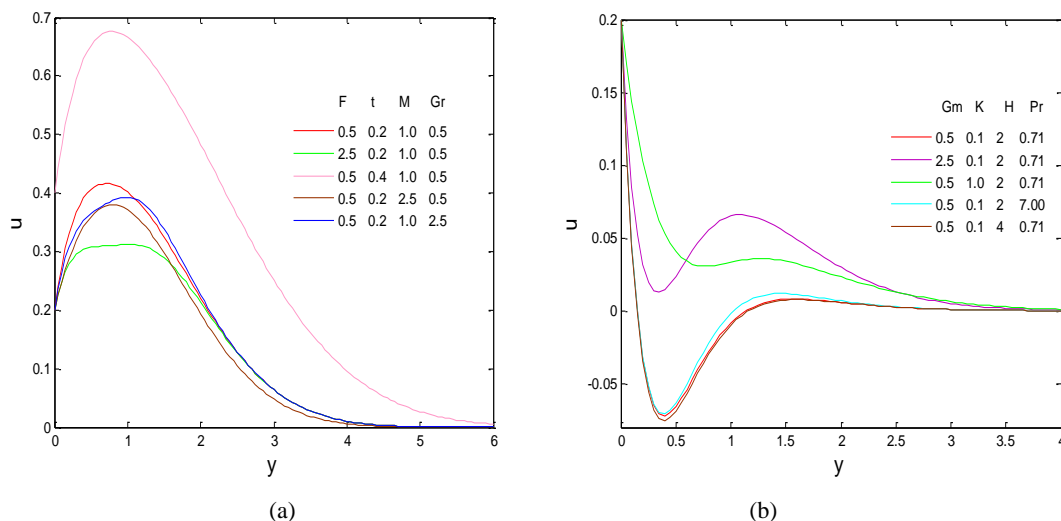 0.7
0.6
0.5
0.4
0.3
0.2
0.1
0
u
F t M Gr
0.5 0.2 1.0 0.5
2.5 0.2 1.0 0.5
0.5 0.4 1.0 0.5
0.5 0.2 2.5 0.5
0.5 0.2 1.0 2.5
0 1 2 3 4 5 6
y
(a)
0.2
0.15
0.1
0.05
0
-0.05
u
Gm K H Pr
0.5 0.1 2 0.71
2.5 0.1 2 0.71
0.5 1.0 2 0.71
0.5 0.1 2 7.00
0.5 0.1 4 0.71
0 0.5 1 1.5 2 2.5 3 3.5 4
y
(b)